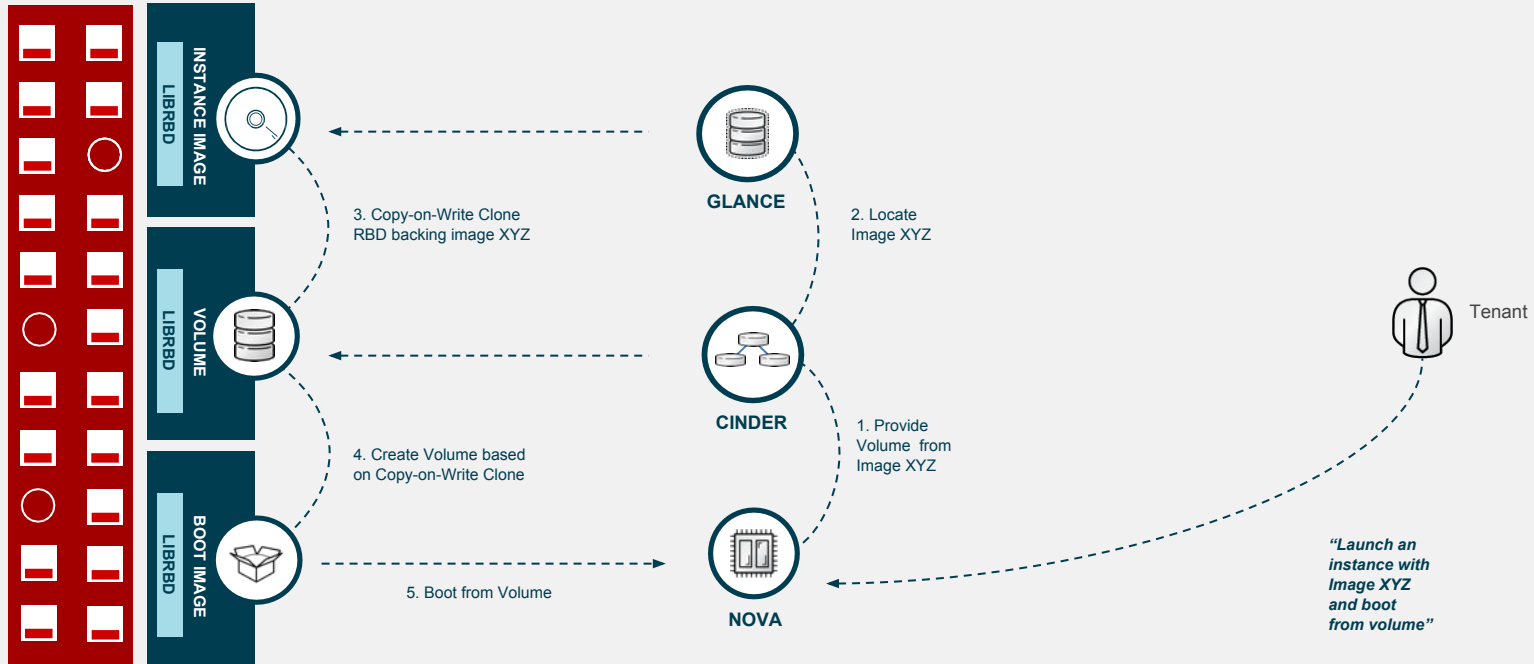 INSTANCE IMAGE
LIBRBD
GLANCE
3. Copy-on-Write Clone
RBD backing image XYZ
2. Locate
Image XYZ
VOLUME
LIBRBD
Tenant
CINDER
1. Provide
Volume from
Image XYZ
4. Create Volume based
on Copy-on-Write Clone
BOOT IMAGE
LIBRBD
5. Boot from Volume
NOVA
“Launch an
instance with
Image XYZ
and boot
from volume”